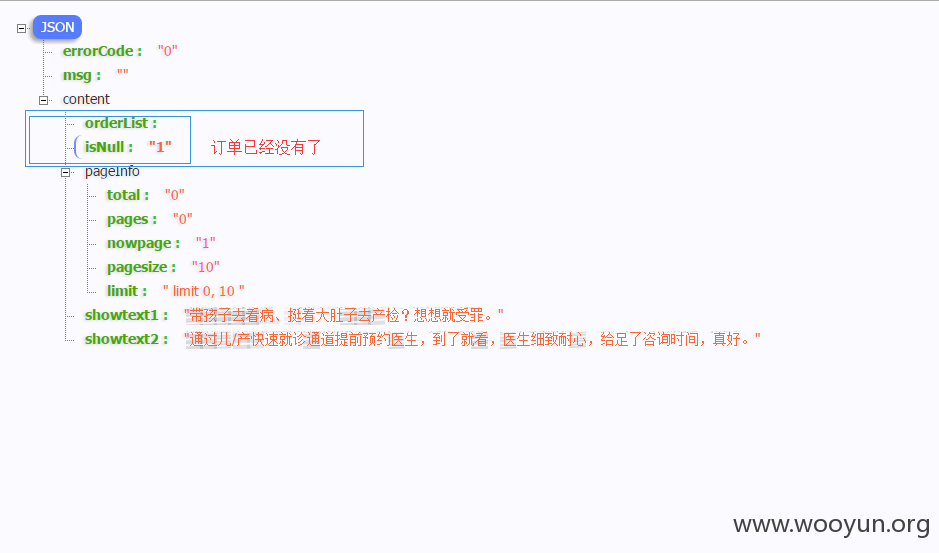 JSON
errorCode : "0"
msg : ""
content
orderList :
isNull : "1" 订单已经没有了
pageInfo
total : "0"
pages : "0"
nowpage : "1"
pagesize : "10"
limit : " limit 0, 10 "
showtext1 : "带孩子去看病、挺着大肚子去产检？想想就受罪。"
showtext2 : "通过儿/产快速就诊通道提前预约医生，到了就看，医生细致耐心，给足了咨询时间，真好。"
www.wooyun.org